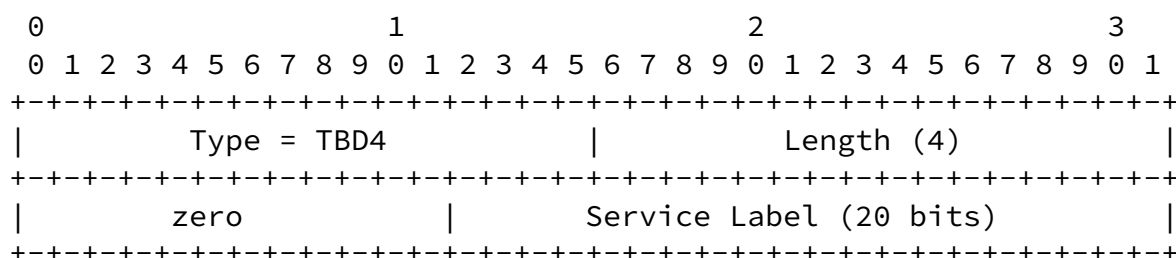 0                   1                   2                   3
 0 1 2 3 4 5 6 7 8 9 0 1 2 3 4 5 6 7 8 9 0 1 2 3 4 5 6 7 8 9 0 1
+-+-+-+-+-+-+-+-+-+-+-+-+-+-+-+-+-+-+-+-+-+-+-+-+-+-+-+-+-+-+-+-+
|         Type = TBD4           |          Length (4)           |
+-+-+-+-+-+-+-+-+-+-+-+-+-+-+-+-+-+-+-+-+-+-+-+-+-+-+-+-+-+-+-+-+
|        zero           |       Service Label (20 bits)         |
+-+-+-+-+-+-+-+-+-+-+-+-+-+-+-+-+-+-+-+-+-+-+-+-+-+-+-+-+-+-+-+-+